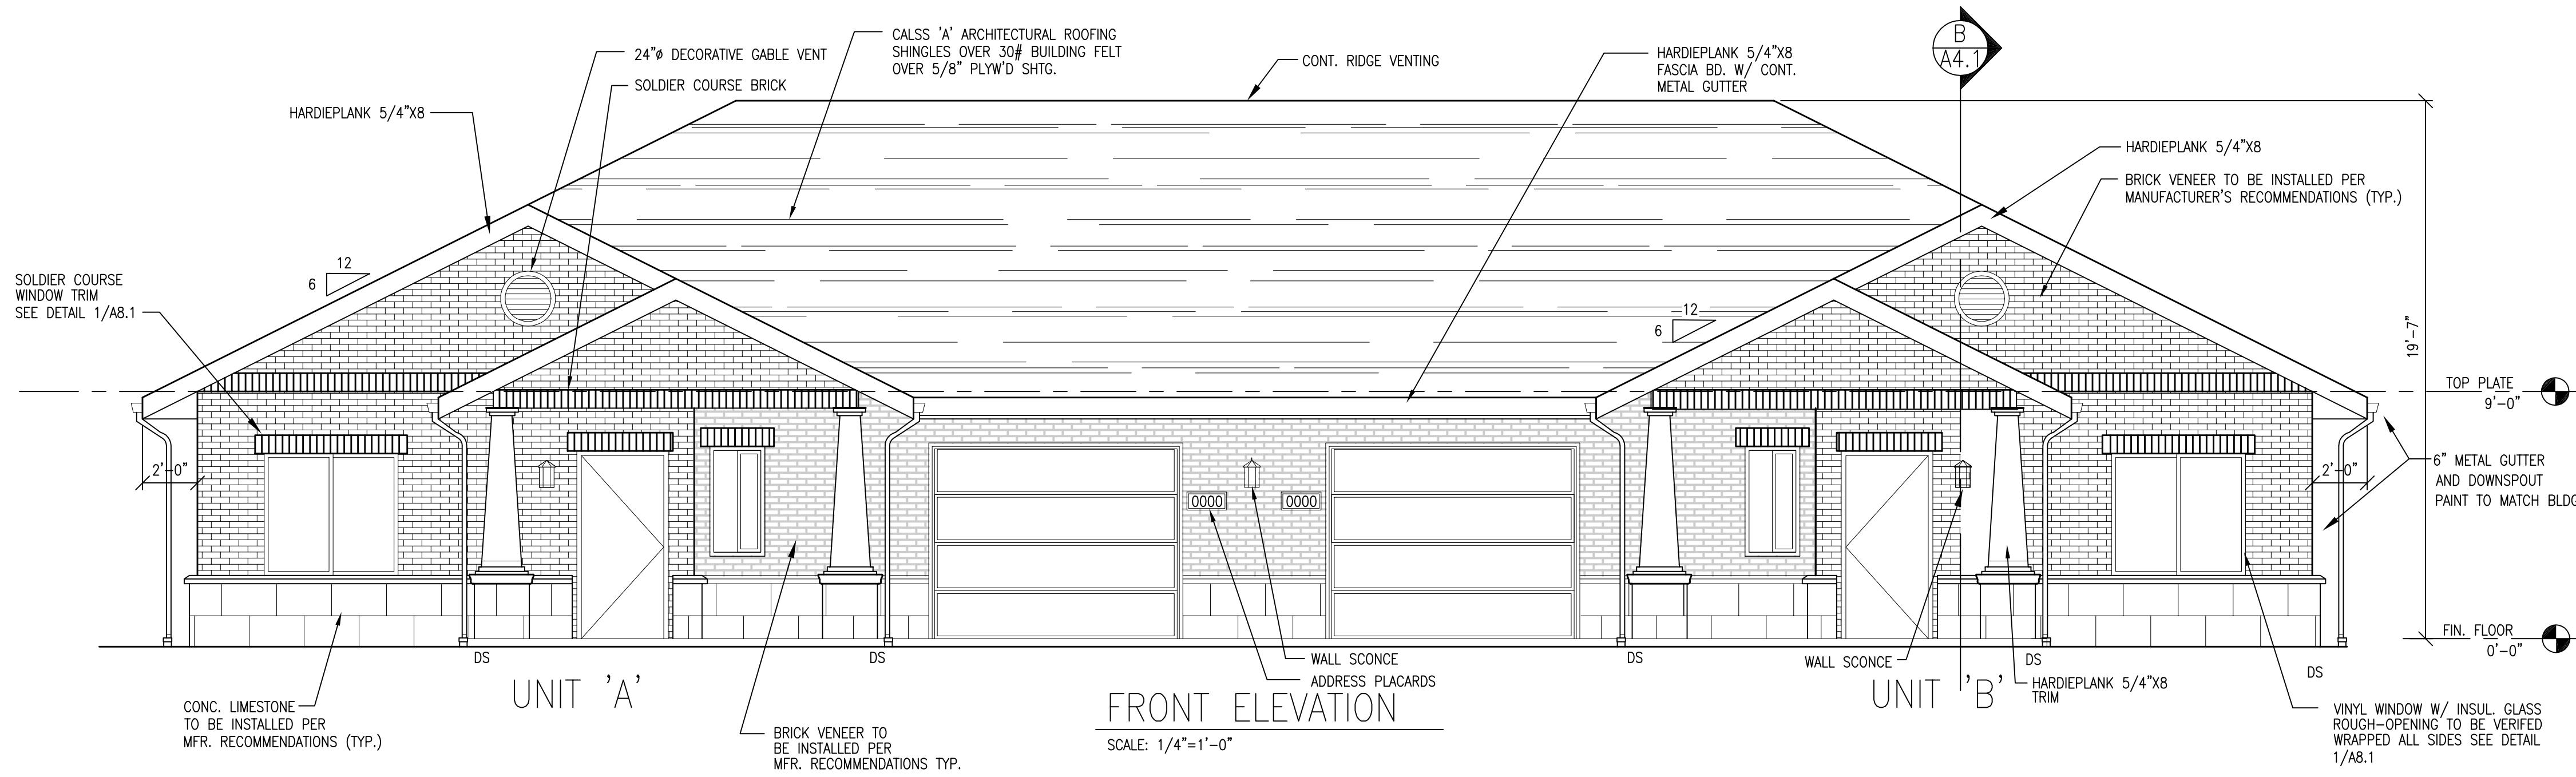 24"ø DECORATIVE GABLE VENT
SOLDIER COURSE BRICK
HARDIEPLANK 5/4"X8
CALSS 'A' ARCHITECTURAL ROOFING
SHINGLES OVER 30# BUILDING FELT
OVER 5/8" PLYW'D SHTG.
CONT. RIDGE VENTING
HARDIEPLANK 5/4"X8
FASCIA BD. W/ CONT.
METAL GUTTER
B
A4.1
HARDIEPLANK 5/4"X8
BRICK VENEER TO BE INSTALLED PER
MANUFACTURER'S RECOMMENDATIONS (TYP.)
SOLDIER COURSE
WINDOW TRIM
SEE DETAIL 1/A8.1
12
6
12
6
19'-7"
TOP PLATE
9'-0"
2'-0"
2'-0"
6" METAL GUTTER
AND DOWNSPOUT
PAINT TO MATCH BLDG
0000
0000
FIN. FLOOR
0'-0"
DS
DS
DS
DS
DS
WALL SCONCE
ADDRESS PLACARDS
WALL SCONCE
HARDIEPLANK 5/4"X8
TRIM
UNIT 'A'
UNIT 'B'
CONC. LIMESTONE
TO BE INSTALLED PER
MFR. RECOMMENDATIONS (TYP.)
BRICK VENEER TO
BE INSTALLED PER
MFR. RECOMMENDATIONS TYP.
FRONT ELEVATION
SCALE: 1/4"=1'-0"
VINYL WINDOW W/ INSUL. GLASS
ROUGH-OPENING TO BE VERIFED
WRAPPED ALL SIDES SEE DETAIL
1/A8.1